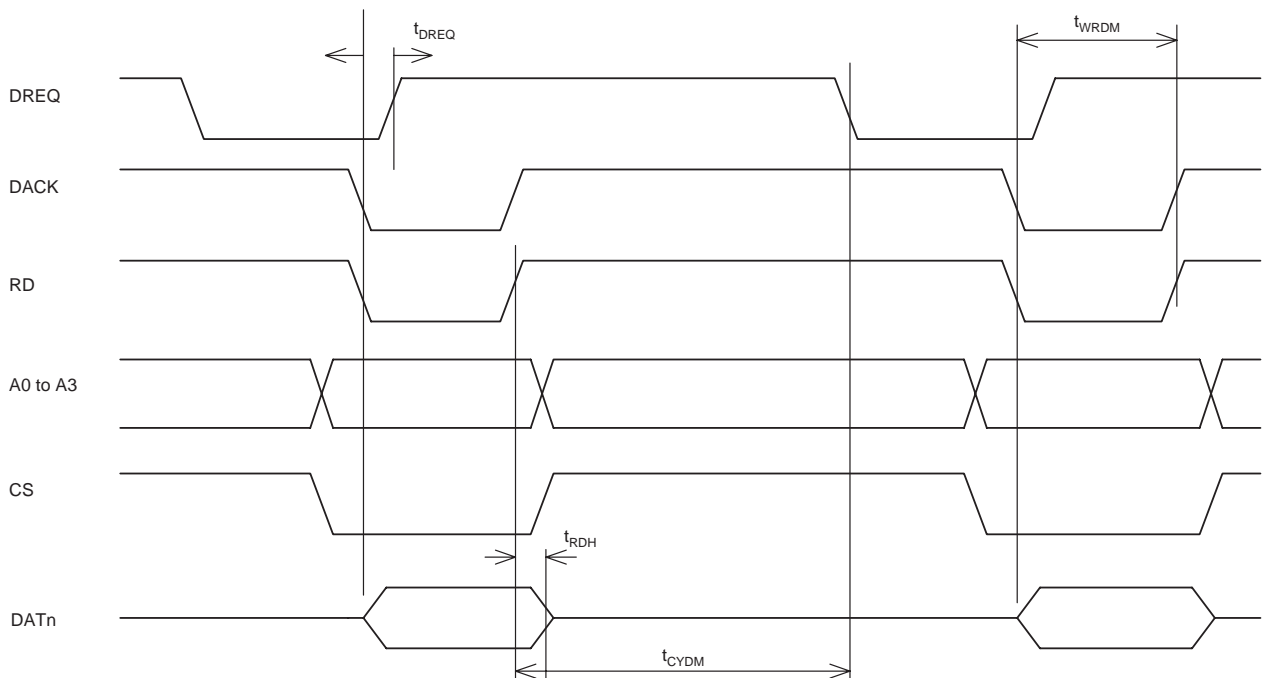 tDREQ
tWRDM
DREQ
DACK
RD
A0 to A3
CS
tRDH
DATn
tCYDM